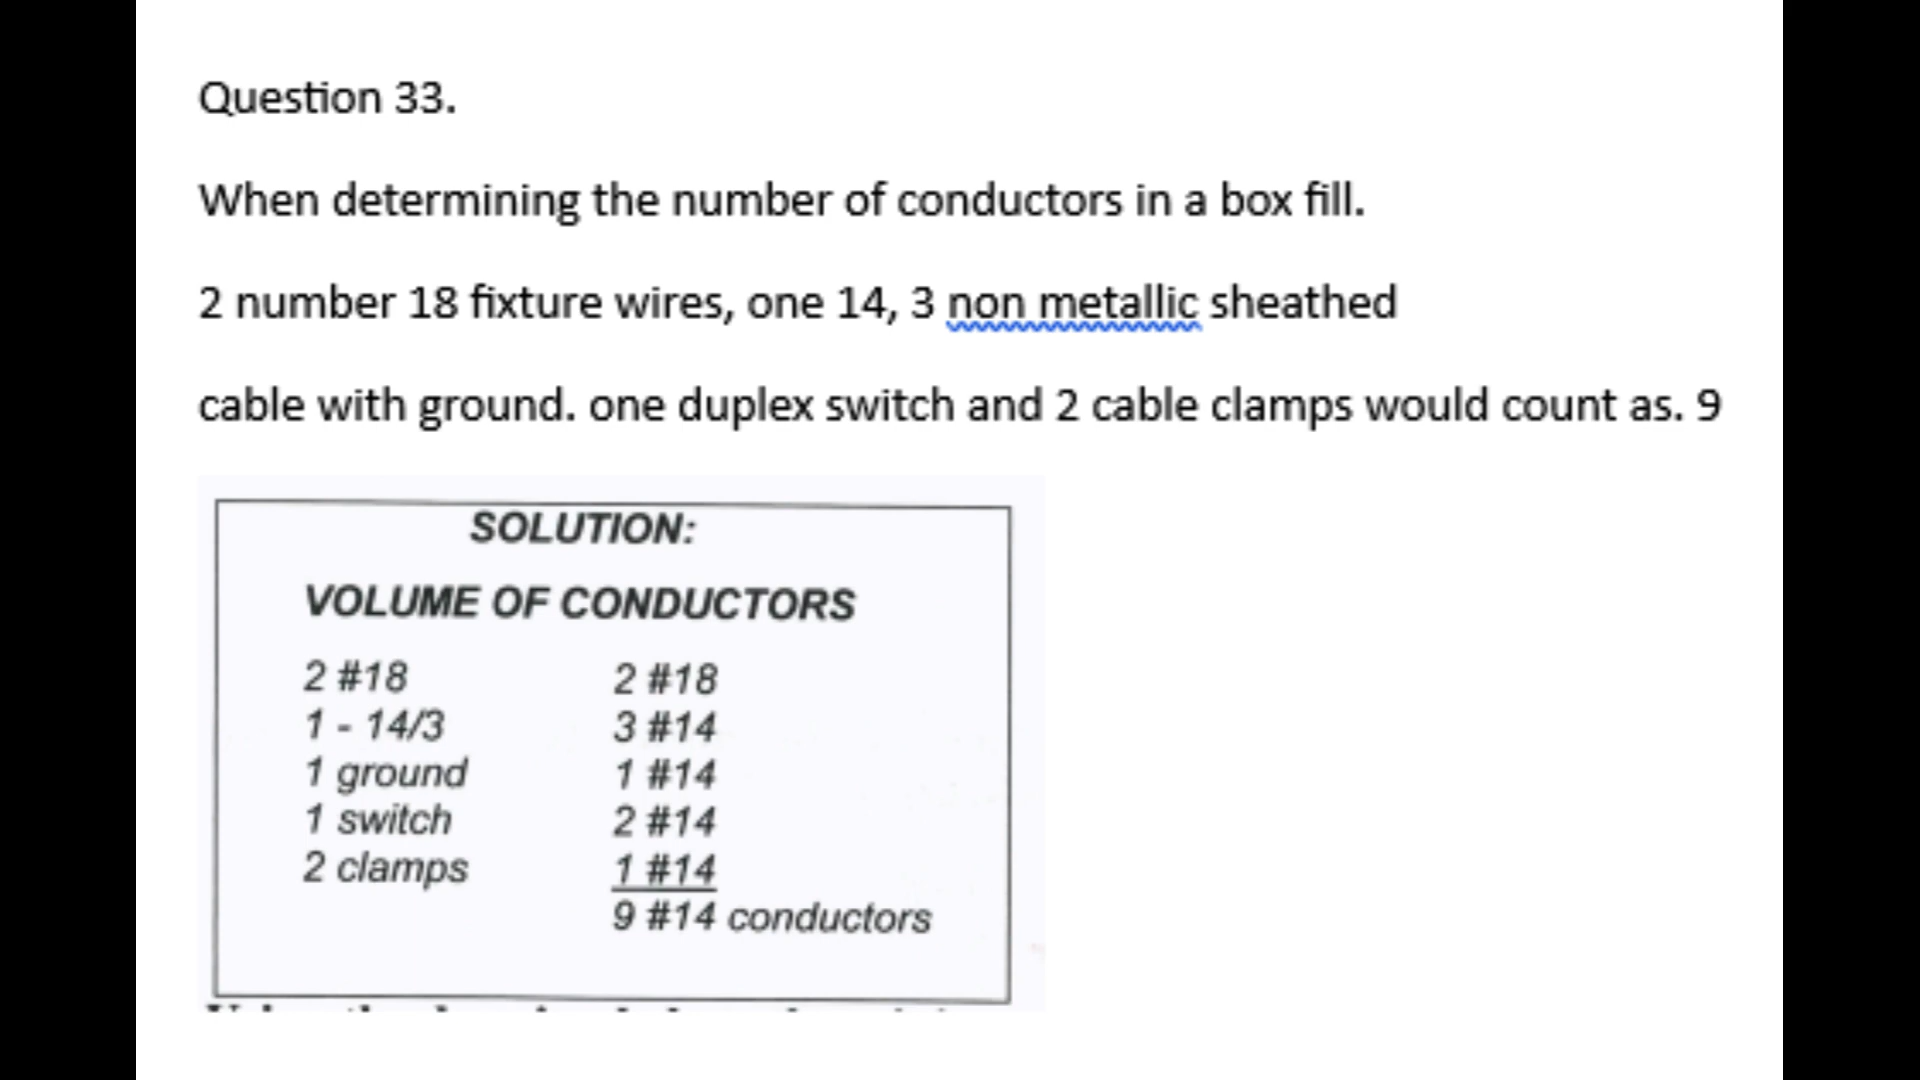 Question 33.
When determining the number of conductors in a box fill.
2 number 18 fixture wires, one 14, 3 non metallic sheathed
cable with ground. one duplex switch and 2 cable clamps would count as. 9
SOLUTION:
VOLUME OF CONDUCTORS
2 #18 2 #18
1 - 14/3 3 #14
1 ground 1 #14
1 switch 2 #14
2 clamps 1 #14
9 #14 conductors